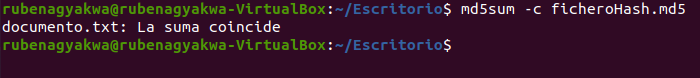 rubenagyakwa@rubenagyakwa-VirtualBox:~/Escritorio$ md5sum -c ficheroHash.md5
documento.txt: La suma coincide
rubenagyakwa@rubenagyakwa-VirtualBox:~/Escritorio$